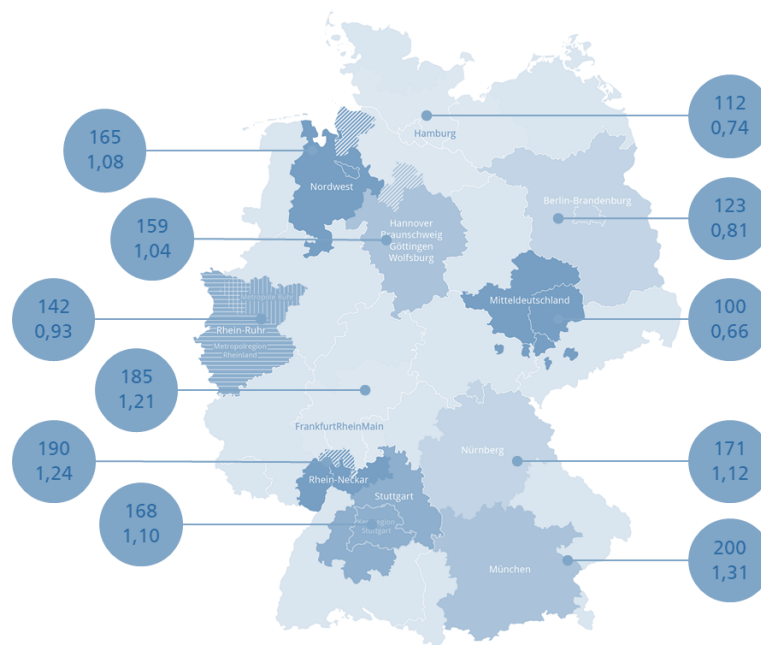 112
0,74
Hamburg
165
1,08
Nordwest
Berlin-Brandenburg
123
0,81
159
1,04
Hannover
Braunschweig
Göttingen
Wolfsburg
142
0,93
Metropole Ruhr
Rhein-Ruhr
Metropolregion
Rheinland
Mitteldeutschland
100
0,66
185
1,21
FrankfurtRheinMain
190
1,24
Rhein-Neckar
Nürnberg
171
1,12
168
1,10
Stuttgart
Stuttgart
München
200
1,31